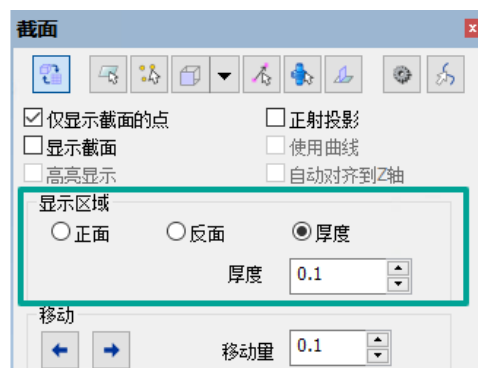 截面
仅显示截面的点 正射投影
显示截面 使用曲线
高亮显示 自动对齐到Z轴
显示区域
正面 反面 厚度
厚度 0.1
移动
移动量 0.1